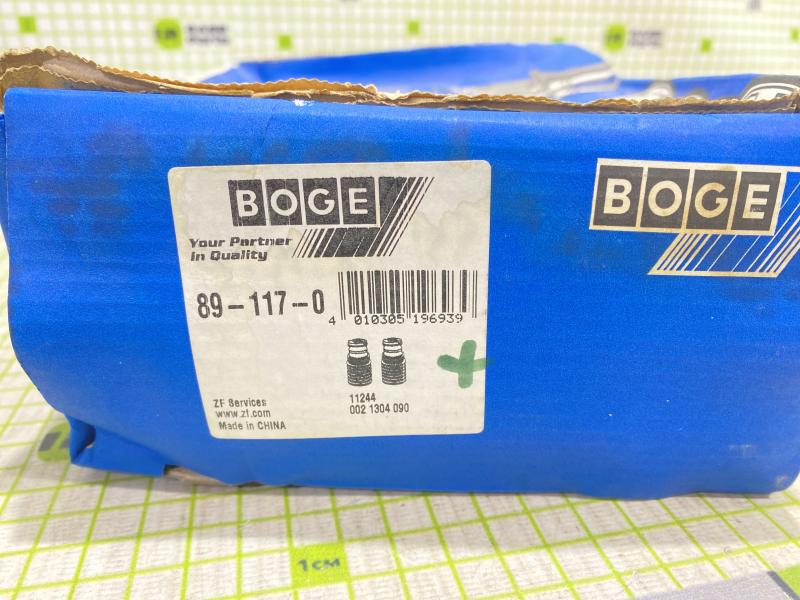 BOGE
Your Partner
in Quality
89-117-0
4 010305 196939
ZF Services
www.zf.com
Made in CHINA
11244
002 1304 090
BOGE
1CM